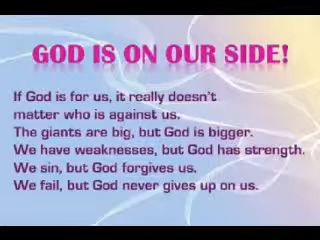 GOD IS ON OUR SIDE!
If God is for us, it really doesn't
matter who is against us.
The giants are big, but God is bigger.
We have weaknesses, but God has strength.
We sin, but God forgives us.
We fail, but God never gives up on us.